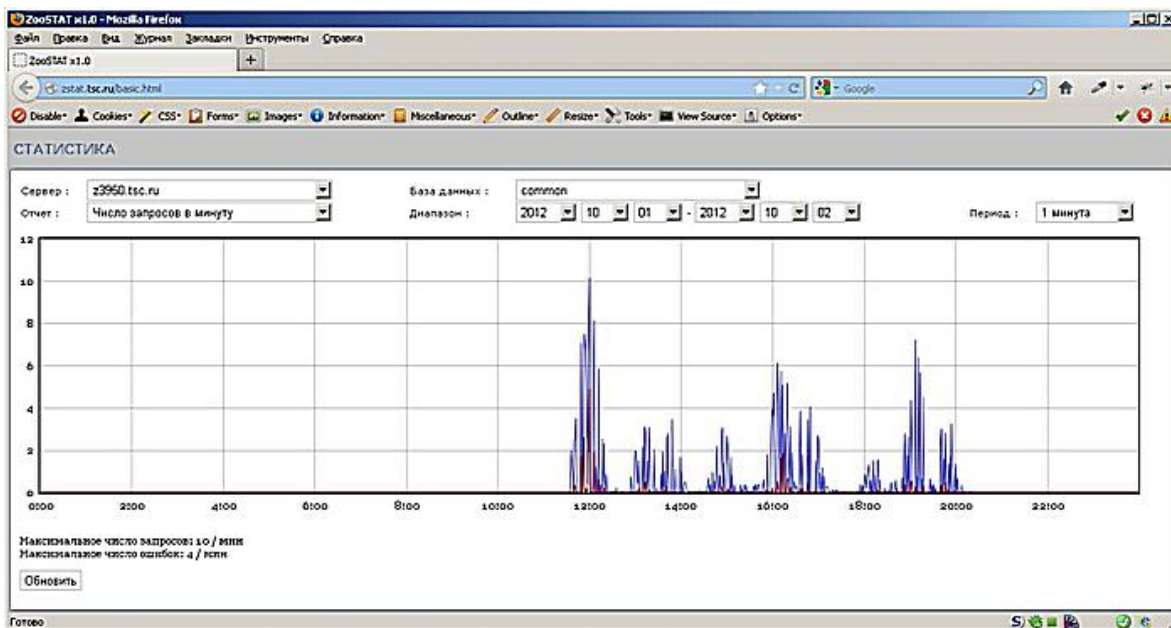 ZooSTAT x1.0 - Mozilla Firefox
Файл Правка Вид Журнал Закладки Инструменты Справка
ZooSTAT x1.0 +
zstat.tsc.ru/basic.html Google
Disable Cookies CSS Forms Images Information Miscellaneous Outline Resize Tools View Source Options
СТАТИСТИКА
Сервер : z3950.tsc.ru База данных : common
Отчет : Число запросов в минуту Диапазон : 2012 10 01 - 2012 10 02 Период : 1 минута
12
10
8
6
4
2
0
0:00 2:00 4:00 6:00 8:00 10:00 12:00 14:00 16:00 18:00 20:00 22:00
Максимальное число запросов: 10 / мин
Максимальное число ошибок: 4 / мин
Обновить
Готово